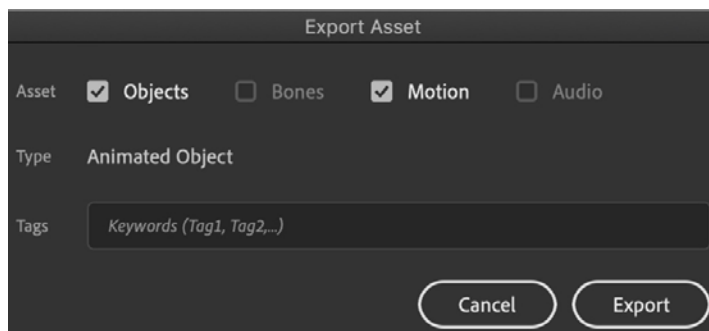 Export Asset
Asset Objects Bones Motion Audio
Type Animated Object
Tags Keywords (Tag1, Tag2,...)
Cancel Export